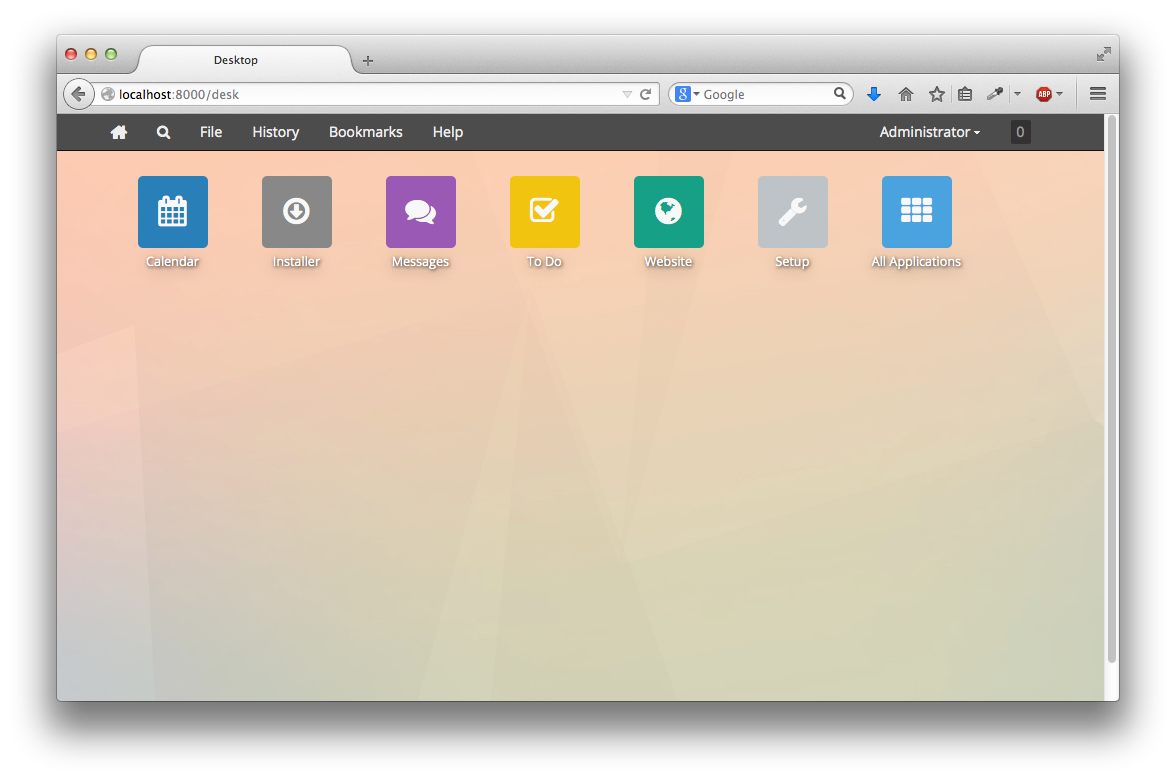 Desktop
localhost:8000/desk
Google
ABP
File History Bookmarks Help Administrator 0
Calendar Installer Messages To Do Website Setup All Applications